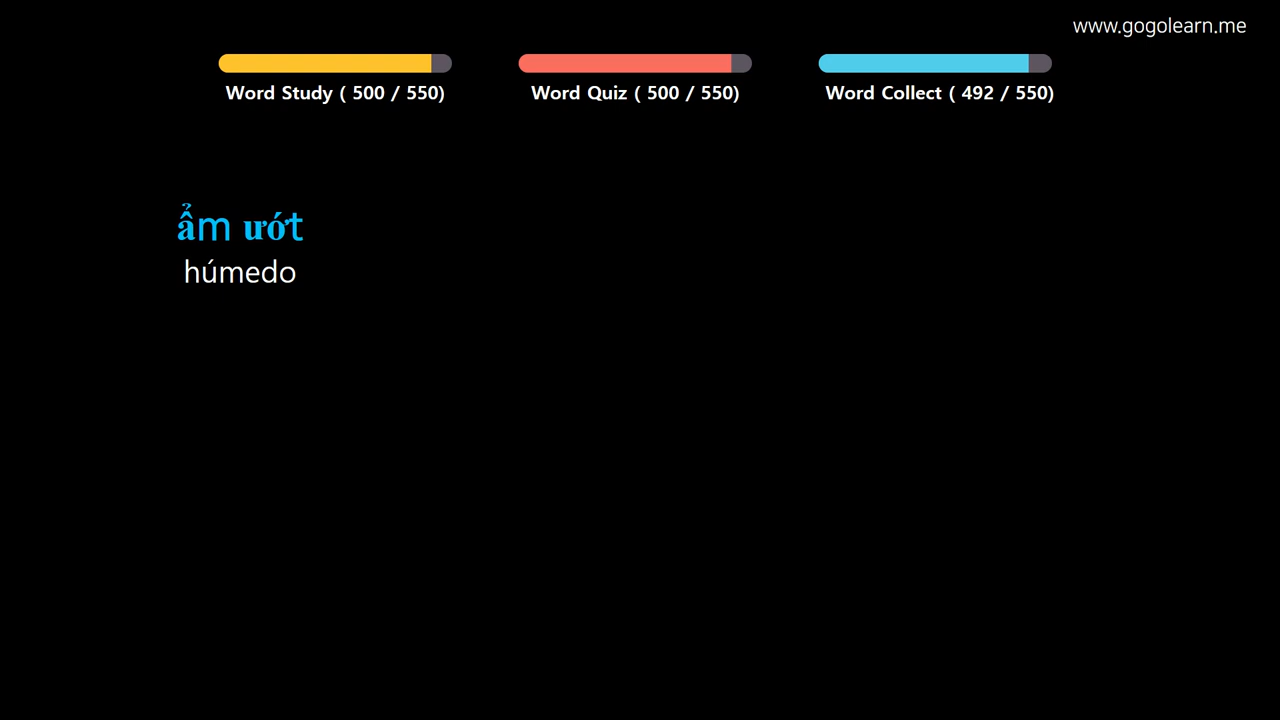 www.gogolearn.me
Word Study ( 500 / 550)
Word Quiz ( 500 / 550)
Word Collect ( 492 / 550)
ẩm ướt
húmedo